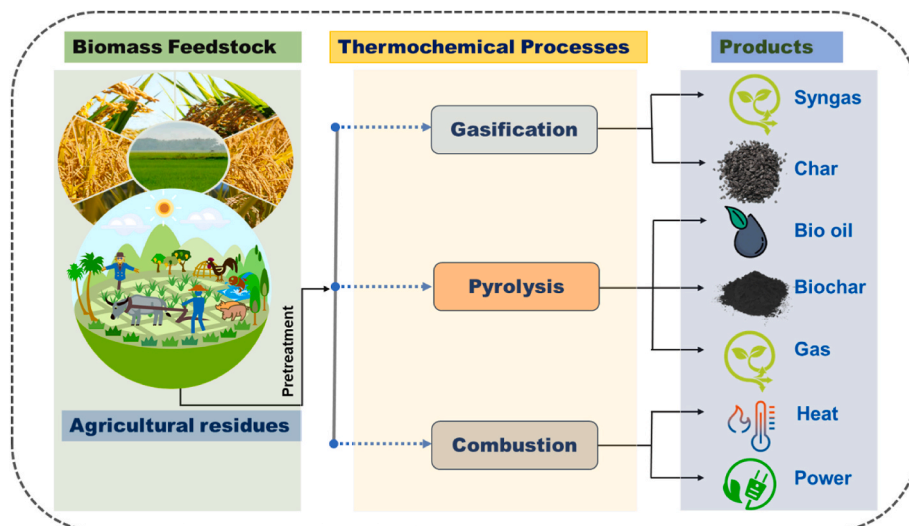 Biomass Feedstock
Thermochemical Processes
Products
Gasification
Syngas
Char
Pyrolysis
Bio oil
Biochar
Gas
Pretreatment
Agricultural residues
Combustion
Heat
Power